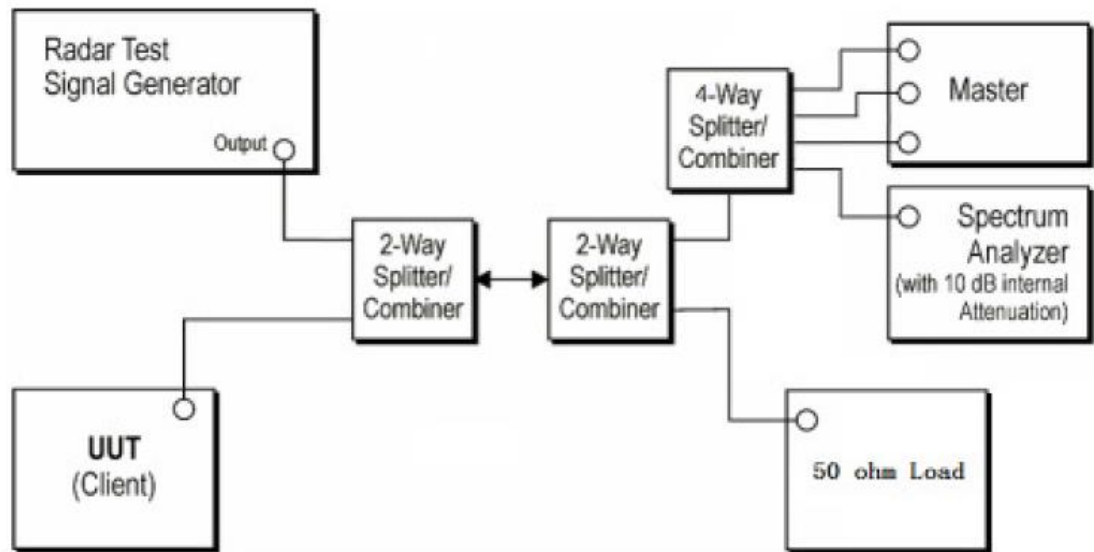 Radar Test
Signal Generator
Output
4-Way
Splitter/
Combiner
Master
2-Way
Splitter/
Combiner
2-Way
Splitter/
Combiner
Spectrum
Analyzer
(with 10 dB internal
Attenuation)
UUT
(Client)
50 ohm Load